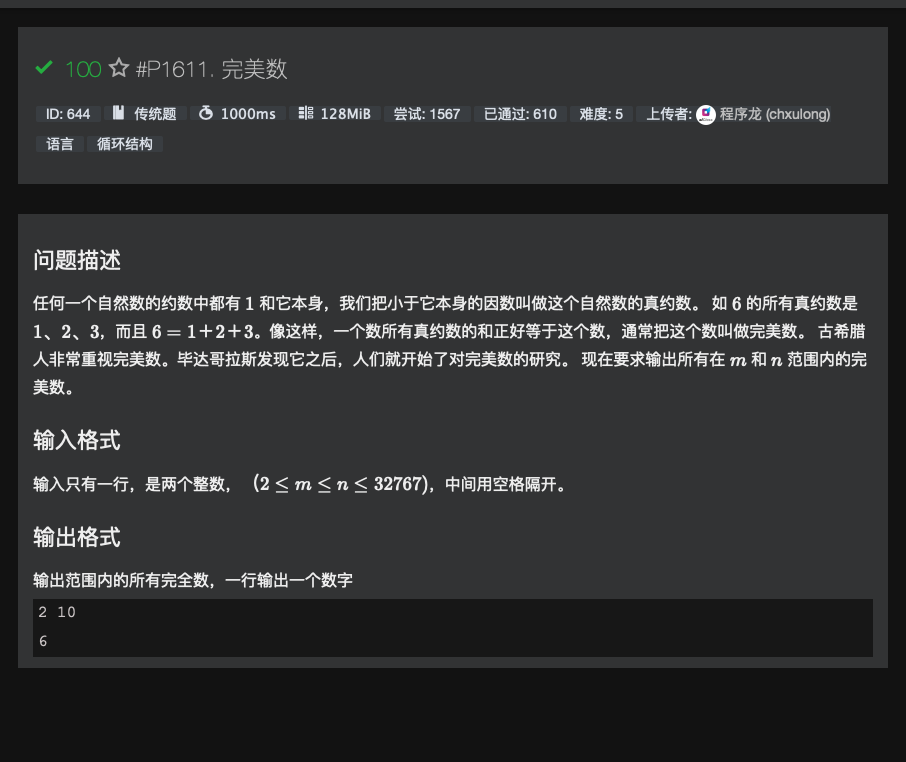 100 #P1611. 完美数
ID: 644 传统题 1000ms 128MiB 尝试: 1567 已通过: 610 难度: 5 上传者: 程序龙 (chxulong)
语言 循环结构
问题描述
任何一个自然数的约数中都有 1 和它本身，我们把小于它本身的因数叫做这个自然数的真约数。 如 6 的所有真约数是
1、2、3，而且 6 = 1+2+3。像这样，一个数所有真约数的和正好等于这个数，通常把这个数叫做完美数。 古希腊
人非常重视完美数。毕达哥拉斯发现它之后，人们就开始了对完美数的研究。 现在要求输出所有在 m 和 n 范围内的完
美数。
输入格式
输入只有一行，是两个整数， （2 ≤ m ≤ n ≤ 32767)，中间用空格隔开。
输出格式
输出范围内的所有完全数，一行输出一个数字
2 10
6